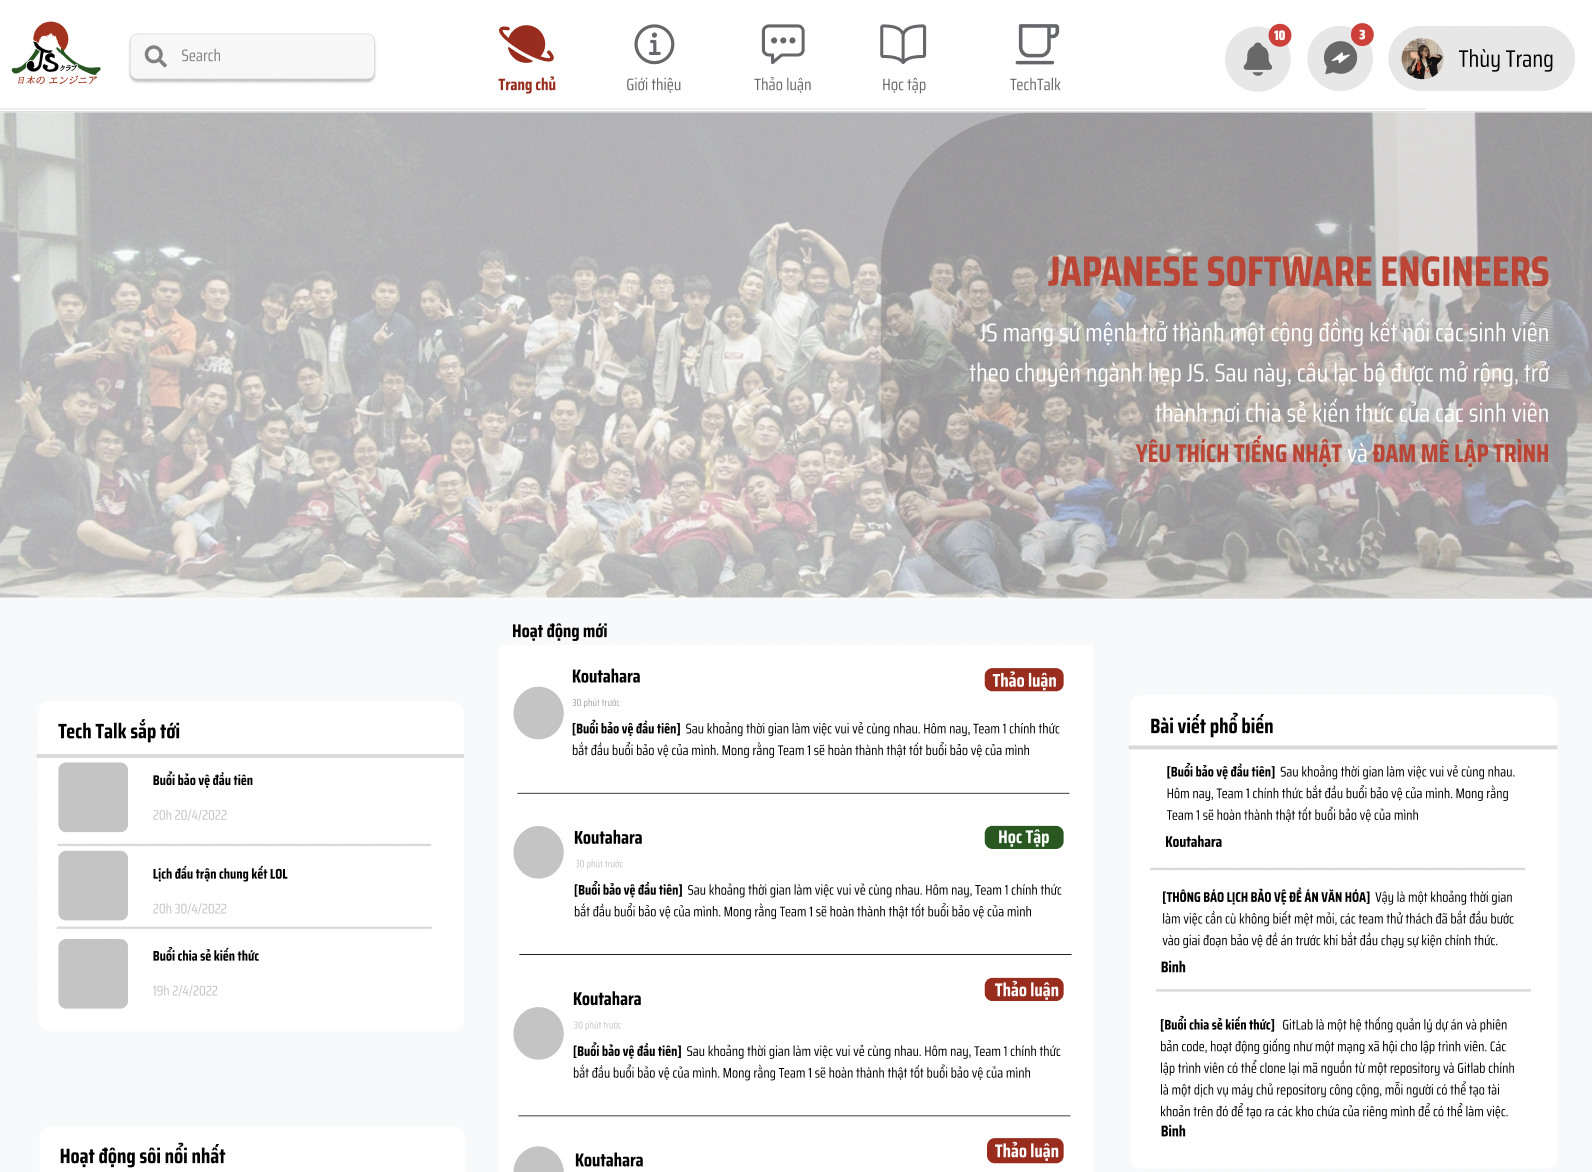 JSクラブ
日本の エンジニア
Search
Trang chủ
Giới thiệu
Thảo luận
Học tập
TechTalk
10
3
Thùy Trang
JAPANESE SOFTWARE ENGINEERS
JS mang sứ mệnh trở thành một cộng đồng kết nối các sinh viên
theo chuyên ngành hẹp JS. Sau này, câu lạc bộ được mở rộng, trở
thành nơi chia sẻ kiến thức của các sinh viên
YÊU THÍCH TIẾNG NHẬT và ĐAM MÊ LẬP TRÌNH
Tech Talk sắp tới
Buổi bảo vệ đầu tiên
20h 20/4/2022
Lịch đấu trận chung kết LOL
20h 30/4/2022
Buổi chia sẻ kiến thức
19h 2/4/2022
Hoạt động sôi nổi nhất
Hoạt động mới
Koutahara
Thảo luận
30 phút trước
[Buổi bảo vệ đầu tiên] Sau khoảng thời gian làm việc vui vẻ cùng nhau. Hôm nay, Team 1 chính thức
bắt đầu buổi bảo vệ của mình. Mong rằng Team 1 sẽ hoàn thành thật tốt buổi bảo vệ của mình
Koutahara
Học Tập
30 phút trước
[Buổi bảo vệ đầu tiên] Sau khoảng thời gian làm việc vui vẻ cùng nhau. Hôm nay, Team 1 chính thức
bắt đầu buổi bảo vệ của mình. Mong rằng Team 1 sẽ hoàn thành thật tốt buổi bảo vệ của mình
Koutahara
Thảo luận
30 phút trước
[Buổi bảo vệ đầu tiên] Sau khoảng thời gian làm việc vui vẻ cùng nhau. Hôm nay, Team 1 chính thức
bắt đầu buổi bảo vệ của mình. Mong rằng Team 1 sẽ hoàn thành thật tốt buổi bảo vệ của mình
Koutahara
Thảo luận
Bài viết phổ biến
[Buổi bảo vệ đầu tiên] Sau khoảng thời gian làm việc vui vẻ cùng nhau.
Hôm nay, Team 1 chính thức bắt đầu buổi bảo vệ của mình. Mong rằng
Team 1 sẽ hoàn thành thật tốt buổi bảo vệ của mình
Koutahara
[THÔNG BÁO LỊCH BẢO VỆ ĐỀ ÁN VĂN HÓA] Vậy là một khoảng thời gian
làm việc cần cù không biết mệt mỏi, các team thử thách đã bắt đầu bước
vào giai đoạn bảo vệ đề án trước khi bắt đầu chạy sự kiện chính thức.
Binh
[Buổi chia sẻ kiến thức] GitLab là một hệ thống quản lý dự án và phiên
bản code, hoạt động giống như một mạng xã hội cho lập trình viên. Các
lập trình viên có thể clone lại mã nguồn từ một repository và Gitlab chính
là một dịch vụ máy chủ repository công cộng, mỗi người có thể tạo tài
khoản trên đó để tạo ra các kho chứa của riêng mình để có thể làm việc.
Binh